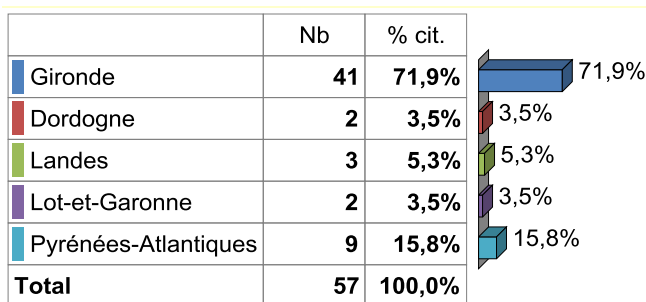 Nb % cit.
Gironde 41 71,9% 71,9%
Dordogne 2 3,5% 3,5%
Landes 3 5,3% 5,3%
Lot-et-Garonne 2 3,5% 3,5%
Pyrénées-Atlantiques 9 15,8% 15,8%
Total 57 100,0%